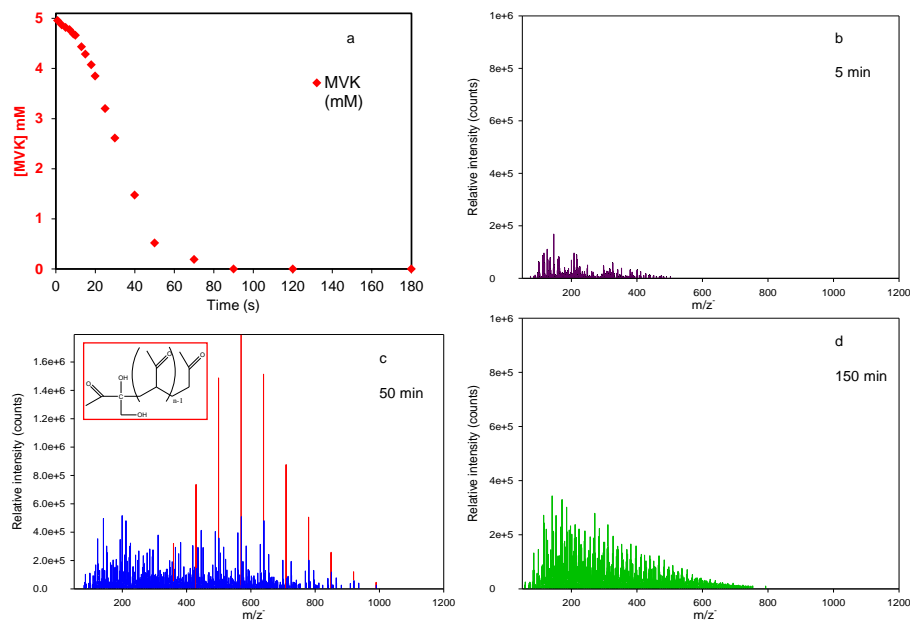 a
[MVK] mM
5
4
3
2
1
0
MVK
(mM)
0 20 40 60 80 100 120 140 160 180
Time (s)
b
5 min
Relative intensity (counts)
1e+6
8e+5
6e+5
4e+5
2e+5
0
200 400 600 800 1000 1200
m/z-
c
50 min
Relative intensity (counts)
1.6e+6
1.4e+6
1.2e+6
1.0e+6
8.0e+5
6.0e+5
4.0e+5
2.0e+5
0.0
O OH C OH O O n-1
200 400 600 800 1000 1200
m/z-
d
150 min
Relative intensity (counts)
1e+6
8e+5
6e+5
4e+5
2e+5
0
200 400 600 800 1000 1200
m/z-